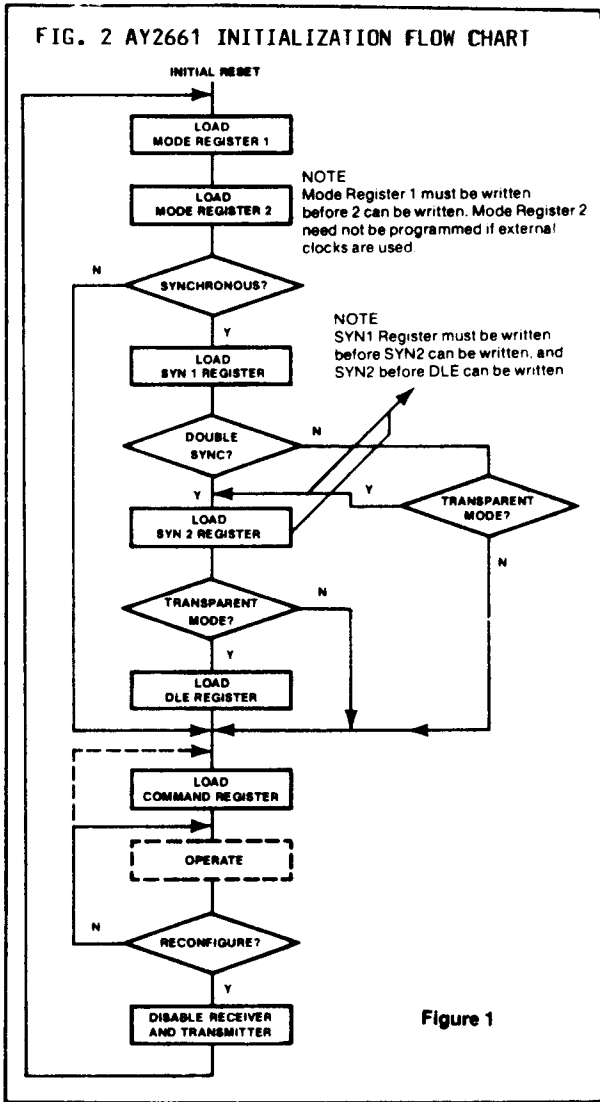 FIG. 2 AY2661 INITIALIZATION FLOW CHART
INITIAL RESET
LOAD
MODE REGISTER 1
LOAD
MODE REGISTER 2
NOTE
Mode Register 1 must be written
before 2 can be written. Mode Register 2
need not be programmed if external
clocks are used
N
SYNCHRONOUS?
Y
NOTE
SYN1 Register must be written
before SYN2 can be written, and
SYN2 before DLE can be written
LOAD
SYN 1 REGISTER
DOUBLE
SYNC?
N
Y
Y
TRANSPARENT
MODE?
LOAD
SYN 2 REGISTER
N
TRANSPARENT
MODE?
N
Y
LOAD
DLE REGISTER
LOAD
COMMAND REGISTER
OPERATE
N
RECONFIGURE?
Y
DISABLE RECEIVER
AND TRANSMITTER
Figure 1